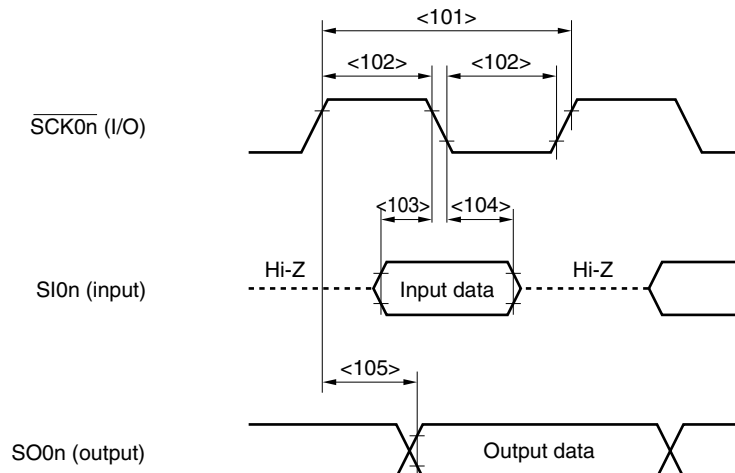 <101>
<102> <102>
SCK0n (I/O)
<103> <104>
Hi-Z Hi-Z
SI0n (input) Input data
<105>
SO0n (output) Output data